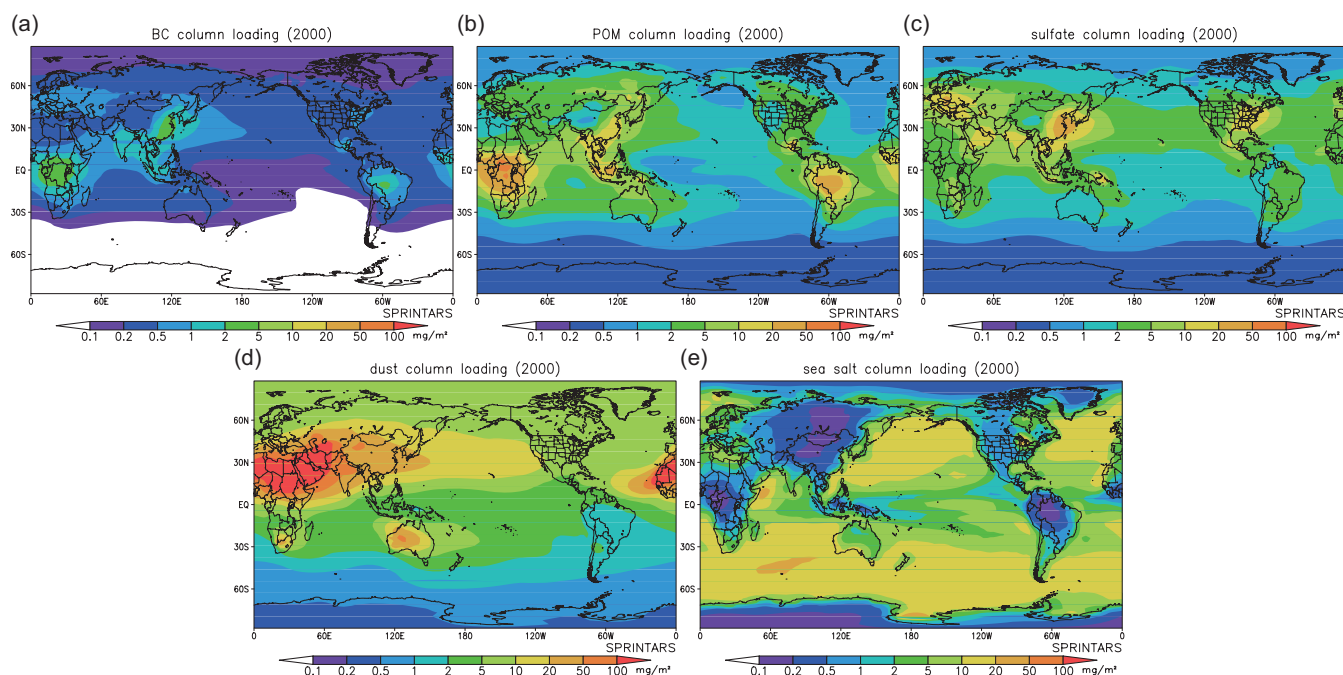 (a)
BC column loading (2000)
60N
30N
EQ
30S
60S
0 60E 120E 180 120W 60W 0
SPRINTARS
0.1 0.2 0.5 1 2 5 10 20 50 100 mg/m²
(b)
POM column loading (2000)
60N
30N
EQ
30S
60S
0 60E 120E 180 120W 60W 0
SPRINTARS
0.1 0.2 0.5 1 2 5 10 20 50 100 mg/m²
(c)
sulfate column loading (2000)
60N
30N
EQ
30S
60S
0 60E 120E 180 120W 60W 0
SPRINTARS
0.1 0.2 0.5 1 2 5 10 20 50 100 mg/m²
(d)
dust column loading (2000)
60N
30N
EQ
30S
60S
0 60E 120E 180 120W 60W 0
SPRINTARS
0.1 0.2 0.5 1 2 5 10 20 50 100 mg/m²
(e)
sea salt column loading (2000)
60N
30N
EQ
30S
60S
0 60E 120E 180 120W 60W 0
SPRINTARS
0.1 0.2 0.5 1 2 5 10 20 50 100 mg/m²